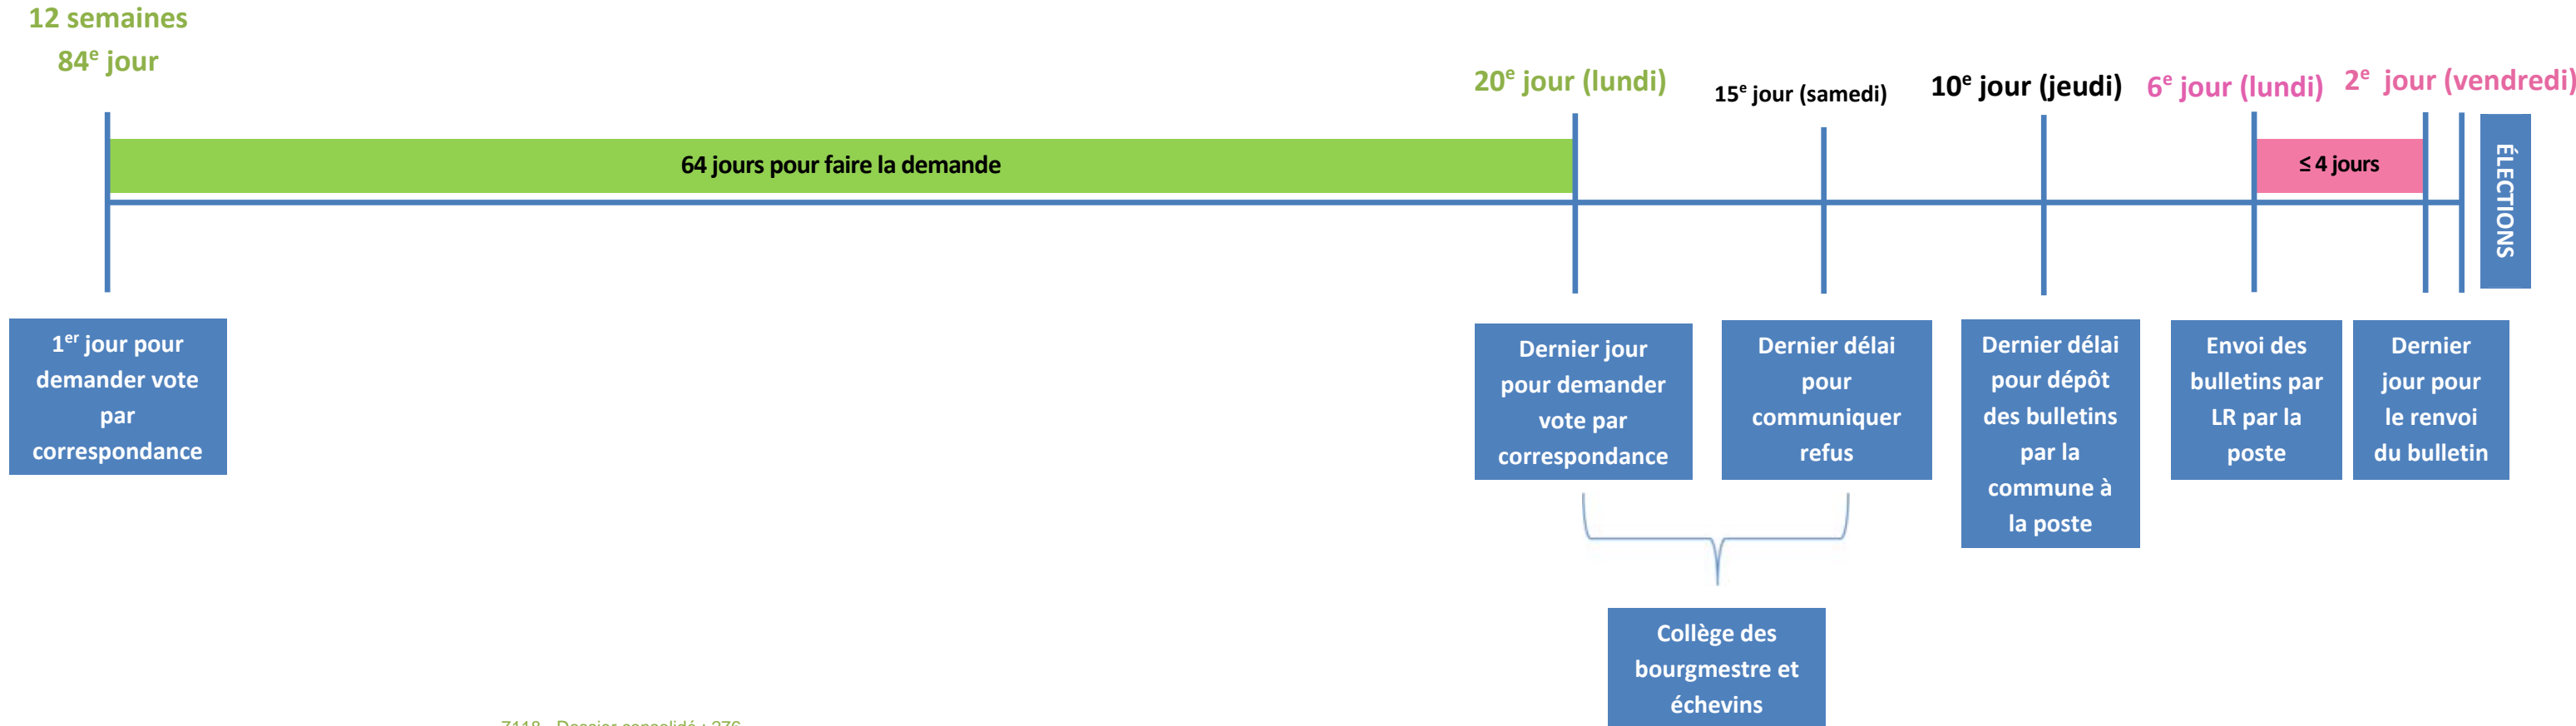 12 semaines
84e jour
20e jour (lundi)
15e jour (samedi)
10e jour (jeudi)
6e jour (lundi)
2e jour (vendredi)
64 jours pour faire la demande
≤ 4 jours
ÉLECTIONS
1er jour pour
demander vote
par
correspondance
Dernier jour
pour demander
vote par
correspondance
Dernier délai
pour
communiquer
refus
Dernier délai
pour dépôt
des bulletins
par la
commune à
la poste
Envoi des
bulletins par
LR par la
poste
Dernier
jour pour
le renvoi
du bulletin
Collège des
bourgmestre et
échevins
7118 - Dossier consolidé : 276